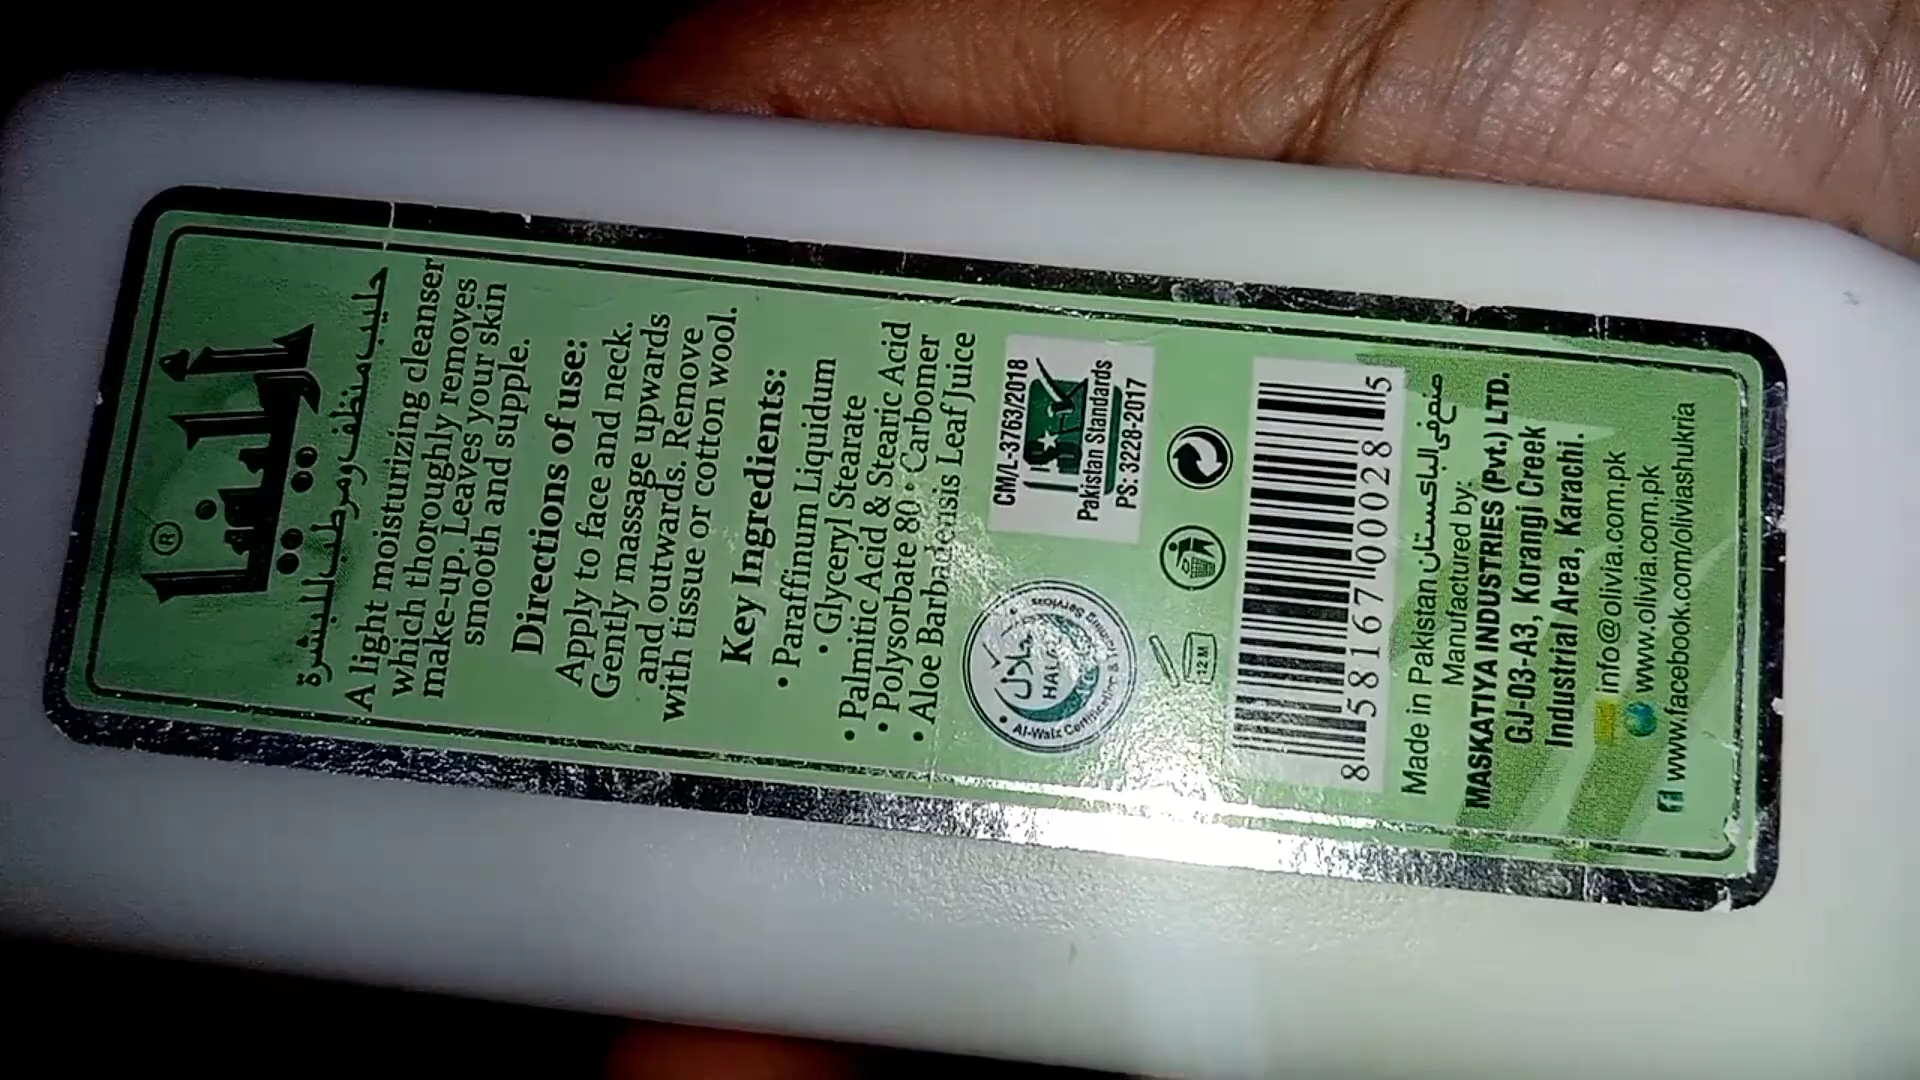 أوليفيا
®
حليب منظف ومرطب للبشرة
A light moisturizing cleanser
which thoroughly removes
make-up. Leaves your skin
smooth and supple.
Directions of use:
Apply to face and neck.
Gently massage upwards
and outwards. Remove
with tissue or cotton wool.
Key Ingredients:
• Paraffinum Liquidum
• Glyceryl Stearate
• Palmitic Acid & Stearic Acid
• Polysorbate 80 • Carbomer
• Aloe Barbadensis Leaf Juice
حلال
HALAL
• Al-Waiz Certification & Training Services •
CM/L-3763/2018
Pakistan Standards
PS: 3228-2017
12 M
8 58167 00028 5
Made in Pakistan صنع في الباكستان
Manufactured by:
MASKATIYA INDUSTRIES (Pvt.) LTD.
GJ-03-A3, Korangi Creek
Industrial Area, Karachi.
info@olivia.com.pk
www.olivia.com.pk
www.facebook.com/oliviashukria